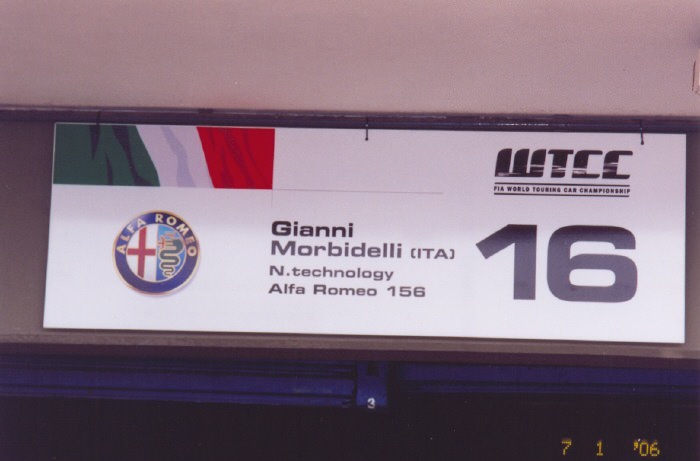 WTCC
FIA WORLD TOURING CAR CHAMPIONSHIP
ALFA ROMEO
Gianni
Morbidelli (ITA)
N.technology
Alfa Romeo 156
16
3
7 1 '06